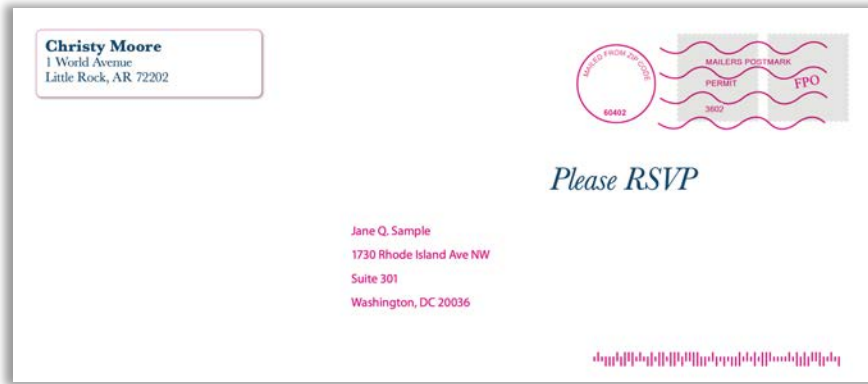 Christy Moore
1 World Avenue
Little Rock, AR 72202
MAILED FROM ZIP CODE
60402
MAILERS POSTMARK
PERMIT
FPO
3602
Please RSVP
Jane Q. Sample
1730 Rhode Island Ave NW
Suite 301
Washington, DC 20036